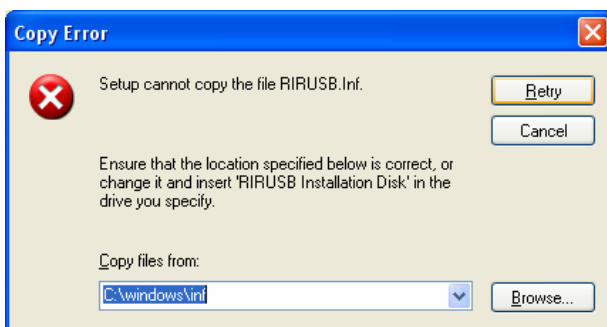 Copy Error
Setup cannot copy the file RIRUSB.Inf.
Retry
Cancel
Ensure that the location specified below is correct, or
change it and insert 'RIRUSB Installation Disk' in the
drive you specify.
Copy files from:
C:\windows\inf
Browse...